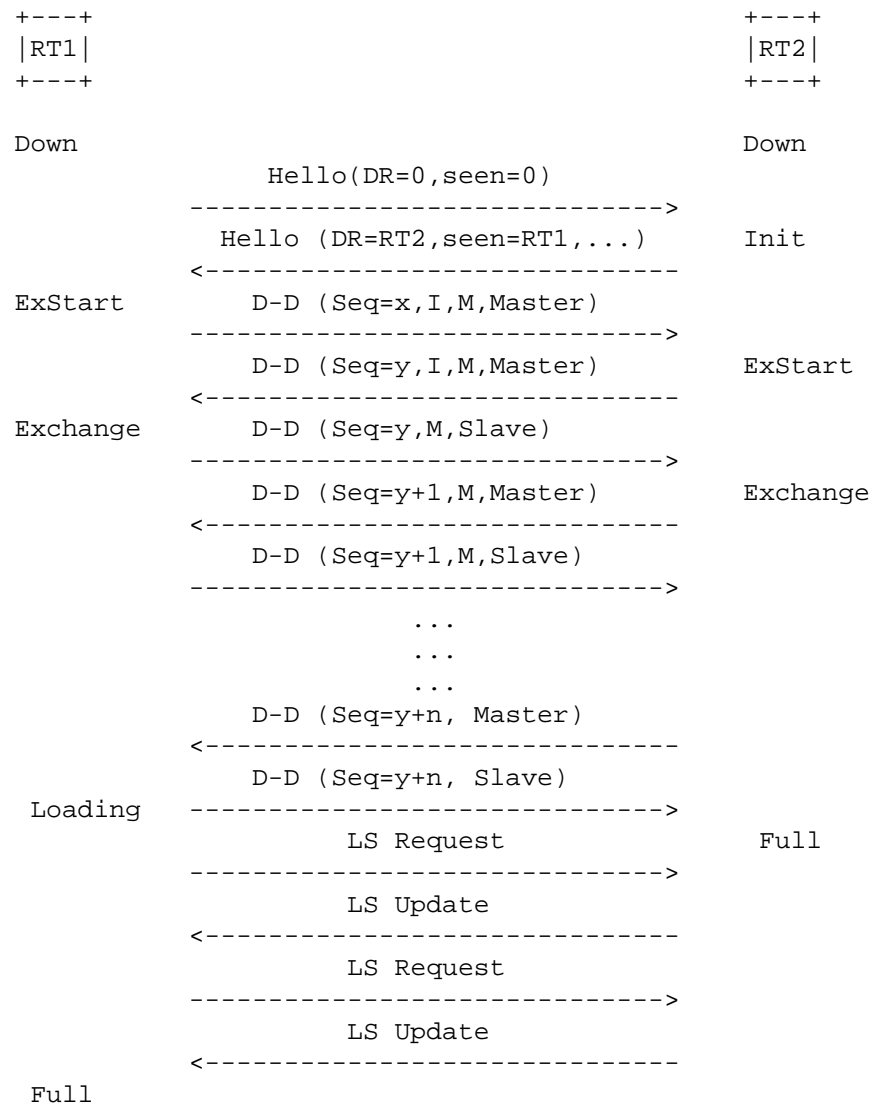 +---+                                         +---+
|RT1|                                         |RT2|
+---+                                         +---+
Down                                          Down
                Hello(DR=0,seen=0)
           ------------------------------>
             Hello (DR=RT2,seen=RT1,...)      Init
           <------------------------------
ExStart        D-D (Seq=x,I,M,Master)
           ------------------------------>
               D-D (Seq=y,I,M,Master)         ExStart
           <------------------------------
Exchange       D-D (Seq=y,M,Slave)
           ------------------------------>
               D-D (Seq=y+1,M,Master)         Exchange
           <------------------------------
               D-D (Seq=y+1,M,Slave)
           ------------------------------>
                         ...
                         ...
                         ...
               D-D (Seq=y+n, Master)
           <------------------------------
               D-D (Seq=y+n, Slave)
 Loading   ------------------------------>
                     LS Request                Full
           ------------------------------>
                     LS Update
           <------------------------------
                     LS Request
           ------------------------------>
                     LS Update
           <------------------------------
 Full